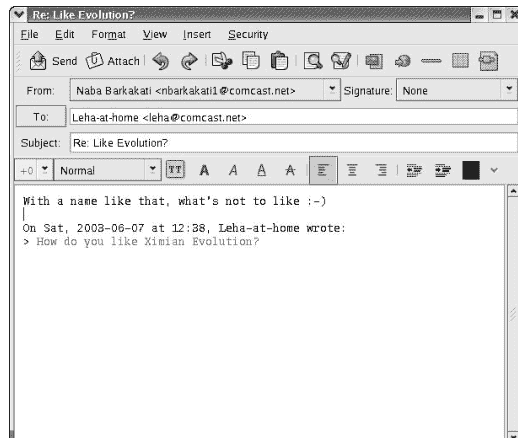 Re: Like Evolution?
File Edit Format View Insert Security
Send Attach
From: Naba Barkakati <nbarkakati1@comcast.net> Signature: None
To: Leha-at-home <leha@comcast.net>
Subject: Re: Like Evolution?
+0 Normal TT A A A A
With a name like that, what's not to like :-)
On Sat, 2003-06-07 at 12:38, Leha-at-home wrote:
> How do you like Ximian Evolution?